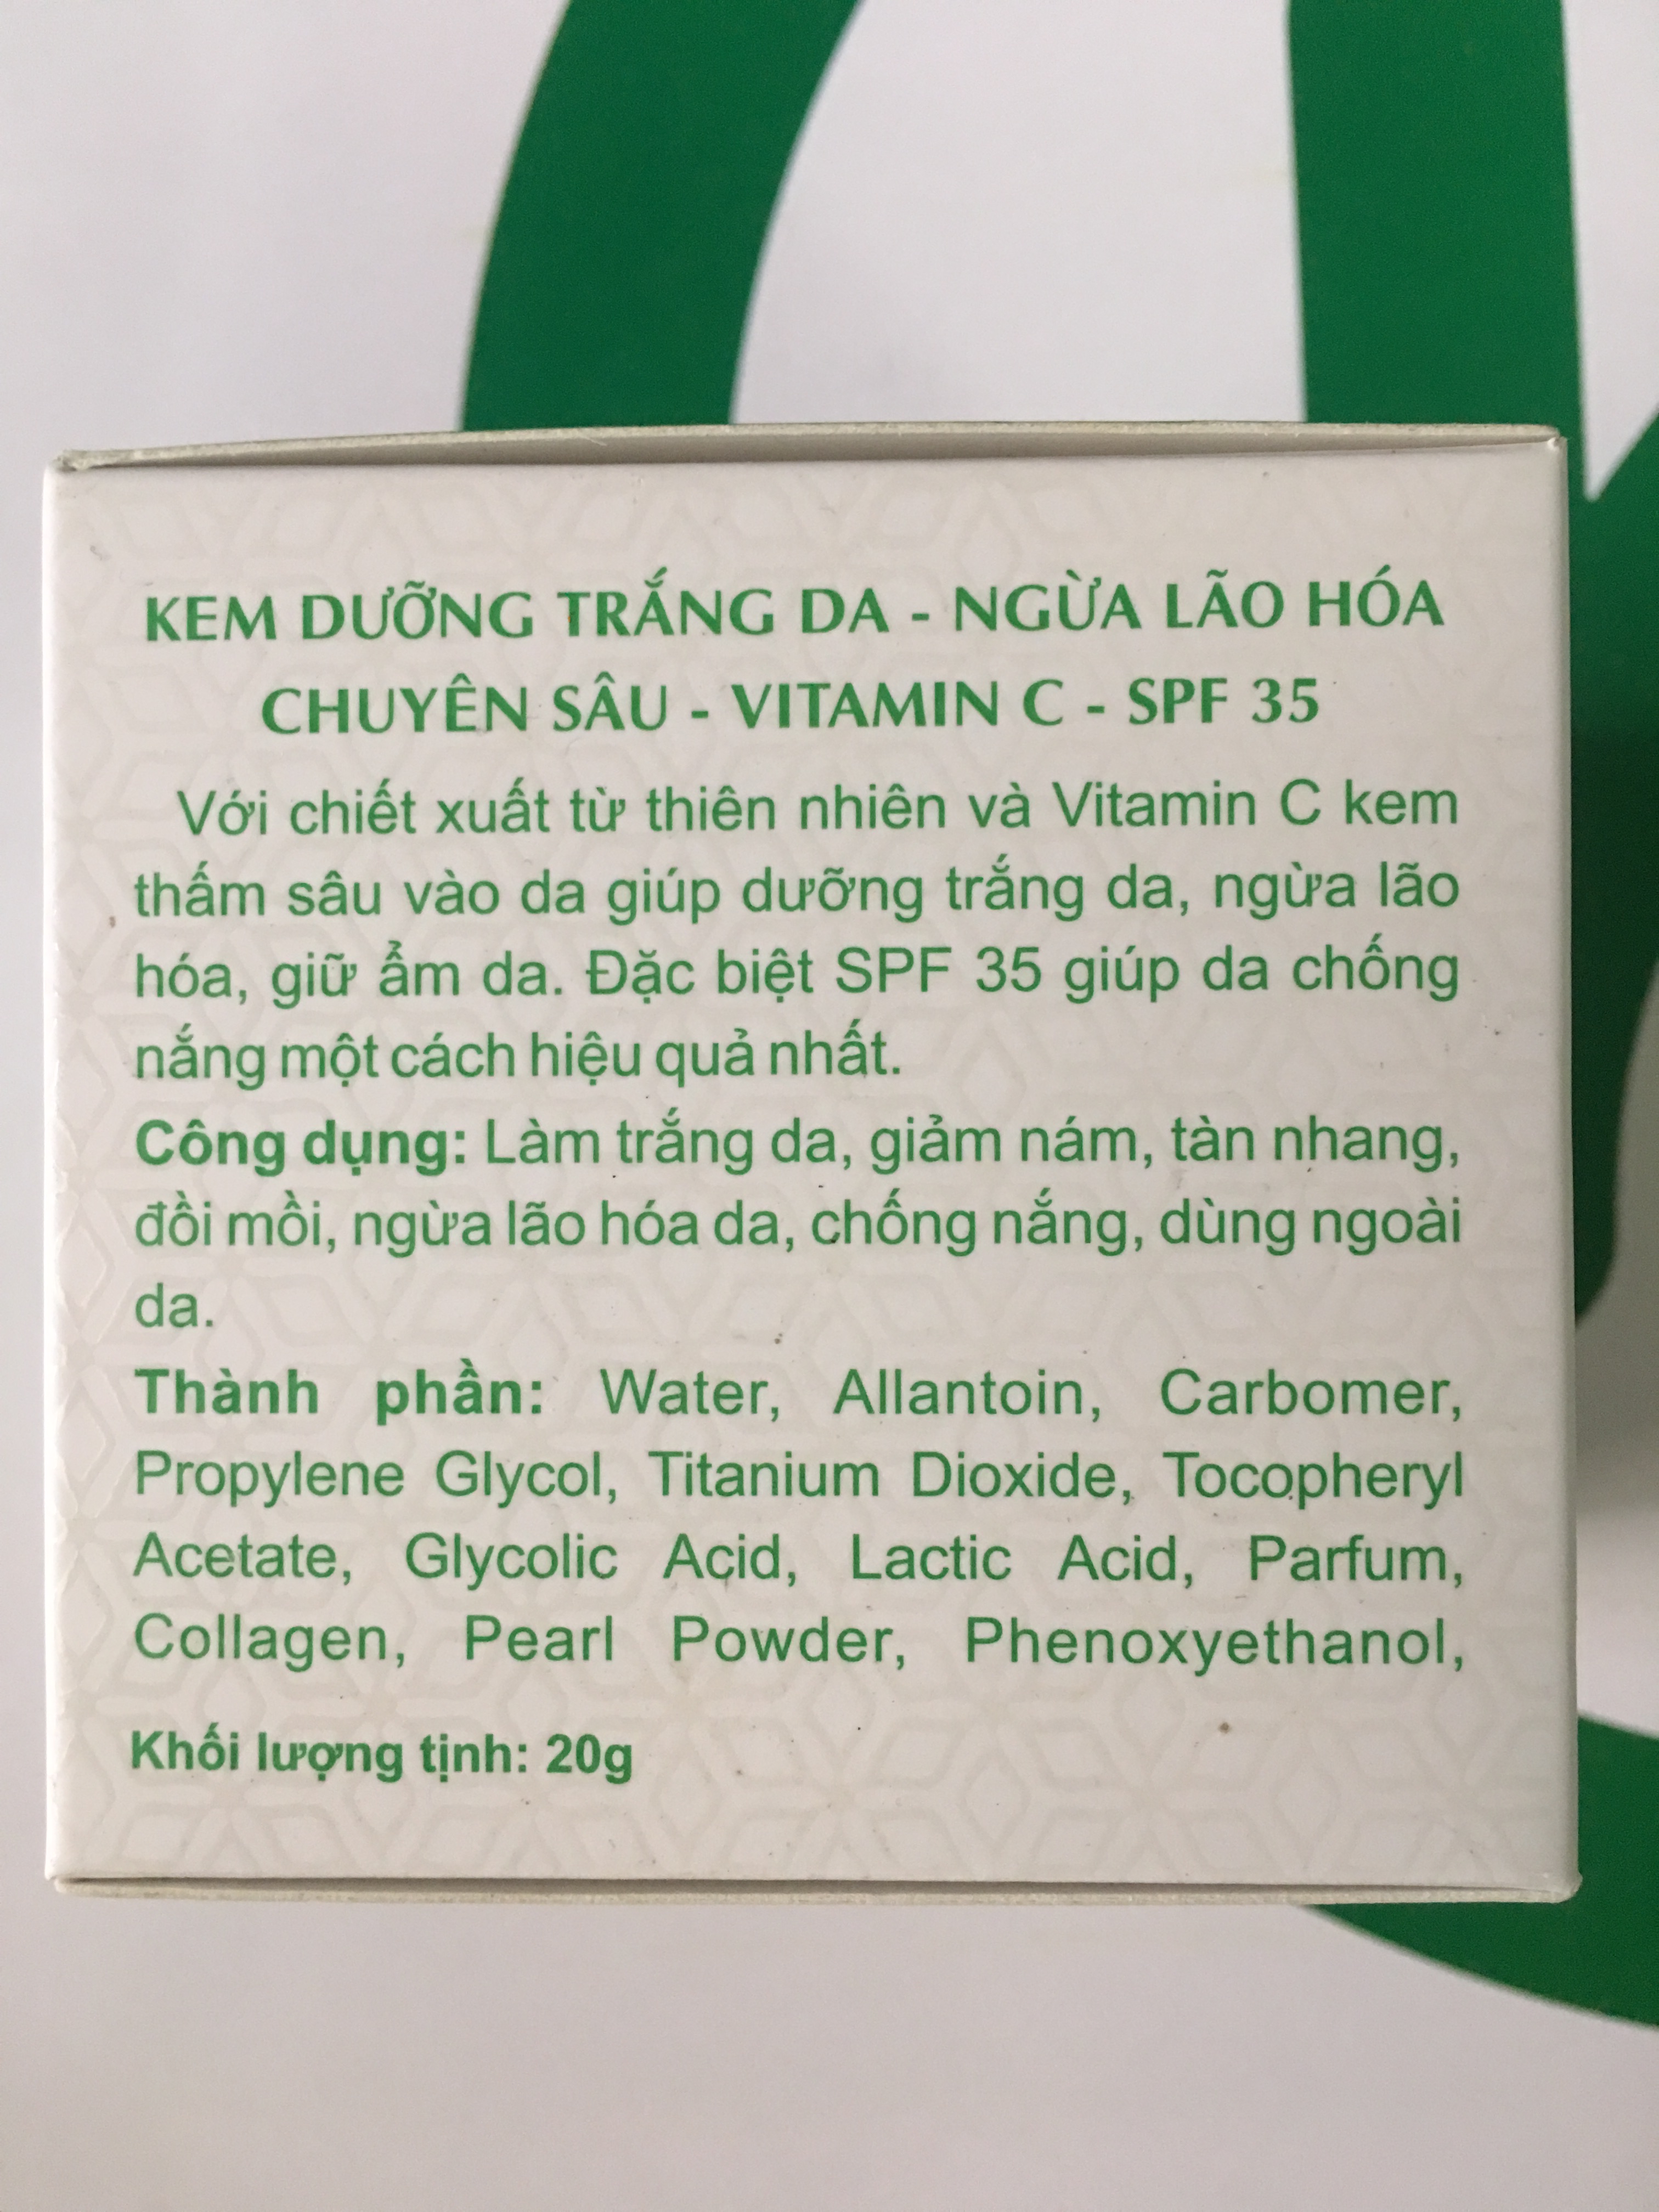 KEM DƯỠNG TRẮNG DA - NGỪA LÃO HÓA
CHUYÊN SÂU - VITAMIN C - SPF 35
Với chiết xuất từ thiên nhiên và Vitamin C kem
thấm sâu vào da giúp dưỡng trắng da, ngừa lão
hóa, giữ ẩm da. Đặc biệt SPF 35 giúp da chống
nắng một cách hiệu quả nhất.
Công dụng: Làm trắng da, giảm nám, tàn nhang,
đồi mồi, ngừa lão hóa da, chống nắng, dùng ngoài
da.
Thành phần: Water, Allantoin, Carbomer,
Propylene Glycol, Titanium Dioxide, Tocopheryl
Acetate, Glycolic Acid, Lactic Acid, Parfum,
Collagen, Pearl Powder, Phenoxyethanol,
Khối lượng tịnh: 20g